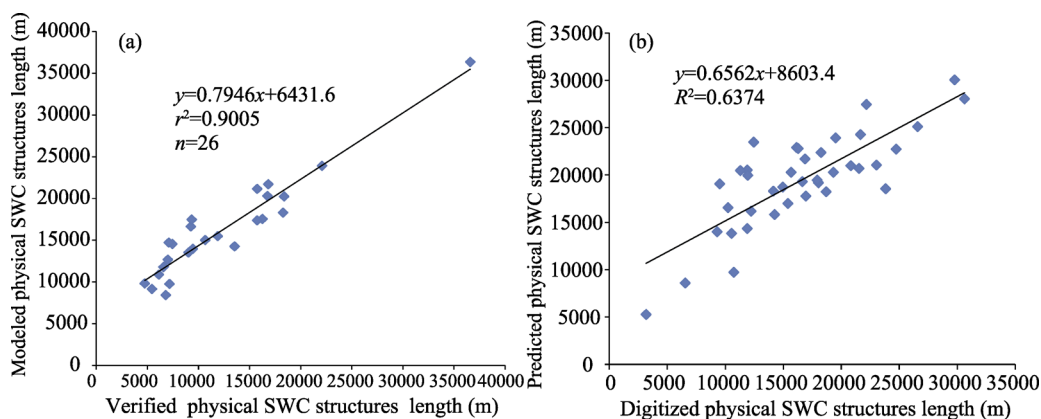 (a)
y=0.7946x+6431.6
r²=0.9005
n=26
40000
35000
30000
25000
20000
15000
10000
5000
0
0 5000 10000 15000 20000 25000 30000 35000 40000
Modeled physical SWC structures length (m)
Verified physical SWC structures length (m)
(b)
y=0.6562x+8603.4
R²=0.6374
35000
30000
25000
20000
15000
10000
5000
0
0 5000 10000 15000 20000 25000 30000 35000
Predicted physical SWC structures length (m)
Digitized physical SWC structures length (m)